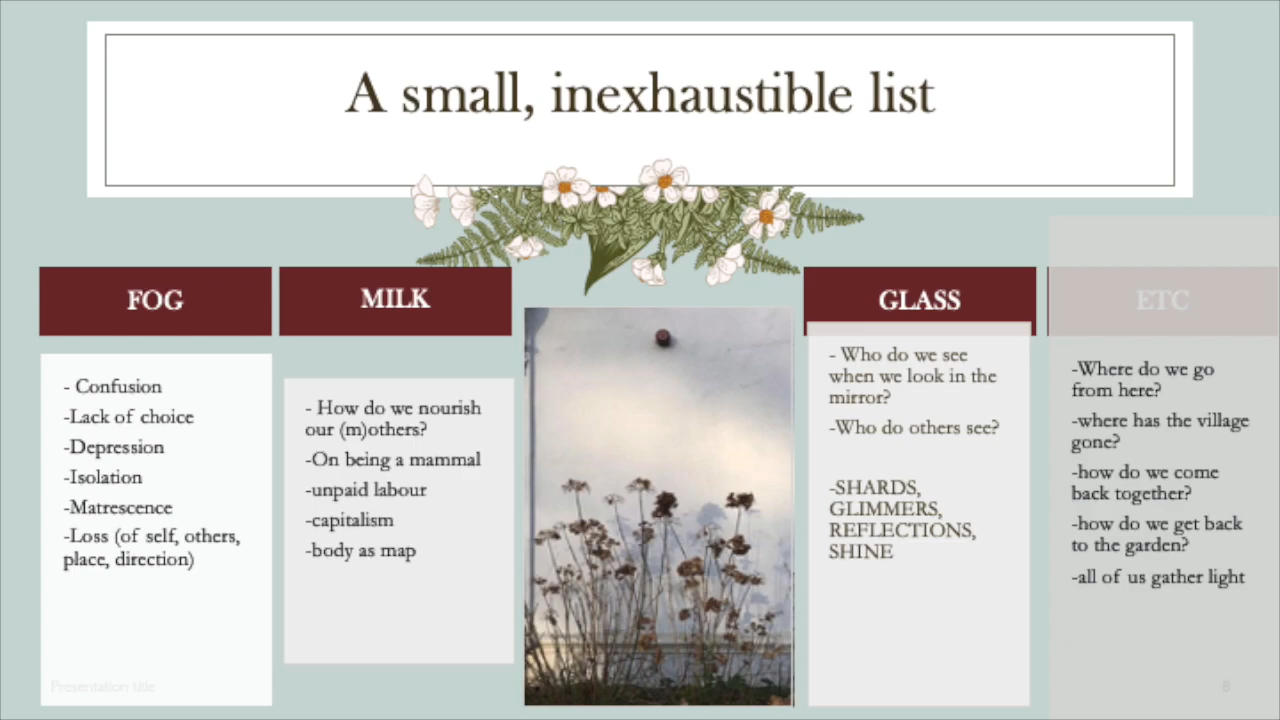 A small, inexhaustible list
FOG
- Confusion
-Lack of choice
-Depression
-Isolation
-Matrescence
-Loss (of self, others,
place, direction)
MILK
- How do we nourish
our (m)others?
-On being a mammal
-unpaid labour
-capitalism
-body as map
GLASS
- Who do we see
when we look in the
mirror?
-Who do others see?
-SHARDS,
GLIMMERS,
REFLECTIONS,
SHINE
ETC
-Where do we go
from here?
-where has the village
gone?
-how do we come
back together?
-how do we get back
to the garden?
-all of us gather light
Presentation title
8